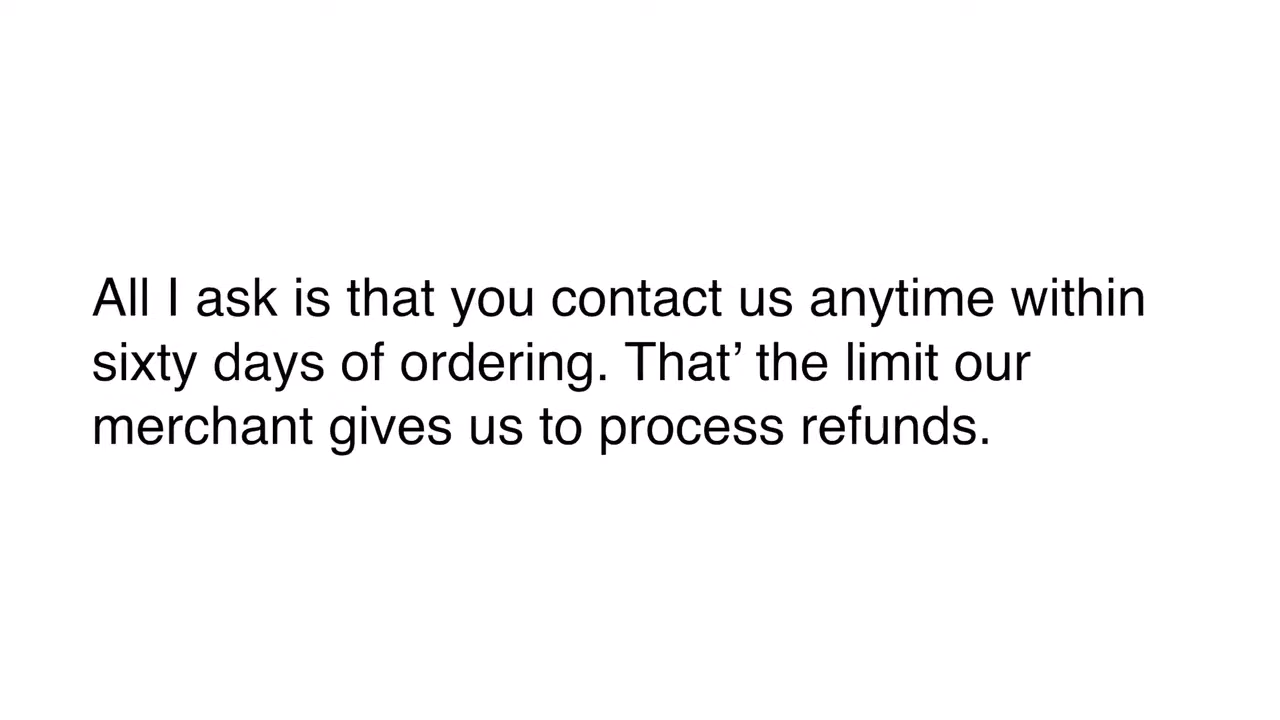 All I ask is that you contact us anytime within
sixty days of ordering. That’ the limit our
merchant gives us to process refunds.